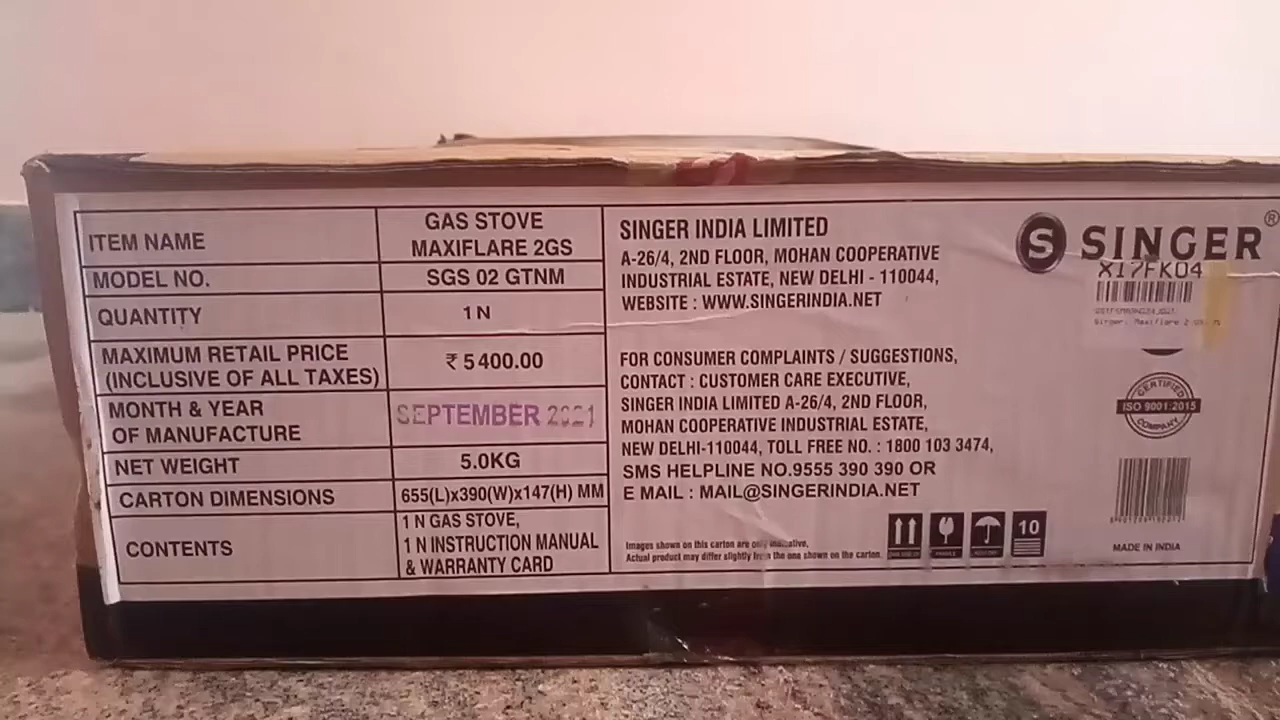 ITEM NAME
GAS STOVE
MAXIFLARE 2GS
MODEL NO.
SGS 02 GTNM
QUANTITY
1 N
MAXIMUM RETAIL PRICE
(INCLUSIVE OF ALL TAXES)
₹ 5400.00
MONTH & YEAR
OF MANUFACTURE
SEPTEMBER 2021
NET WEIGHT
5.0KG
CARTON DIMENSIONS
655(L)x390(W)x147(H) MM
CONTENTS
1 N GAS STOVE,
1 N INSTRUCTION MANUAL
& WARRANTY CARD
SINGER INDIA LIMITED
A-26/4, 2ND FLOOR, MOHAN COOPERATIVE
INDUSTRIAL ESTATE, NEW DELHI - 110044,
WEBSITE : WWW.SINGERINDIA.NET
FOR CONSUMER COMPLAINTS / SUGGESTIONS,
CONTACT : CUSTOMER CARE EXECUTIVE,
SINGER INDIA LIMITED A-26/4, 2ND FLOOR,
MOHAN COOPERATIVE INDUSTRIAL ESTATE,
NEW DELHI-110044, TOLL FREE NO. : 1800 103 3474,
SMS HELPLINE NO.9555 390 390 OR
E MAIL : MAIL@SINGERINDIA.NET
Images shown on this carton are only indicative,
Actual product may differ slightly from the one shown on the carton.
10
S SINGER®
X17FK04
Singer Maxiflare 2
CERTIFIED
ISO 9001:2015
COMPANY
MADE IN INDIA